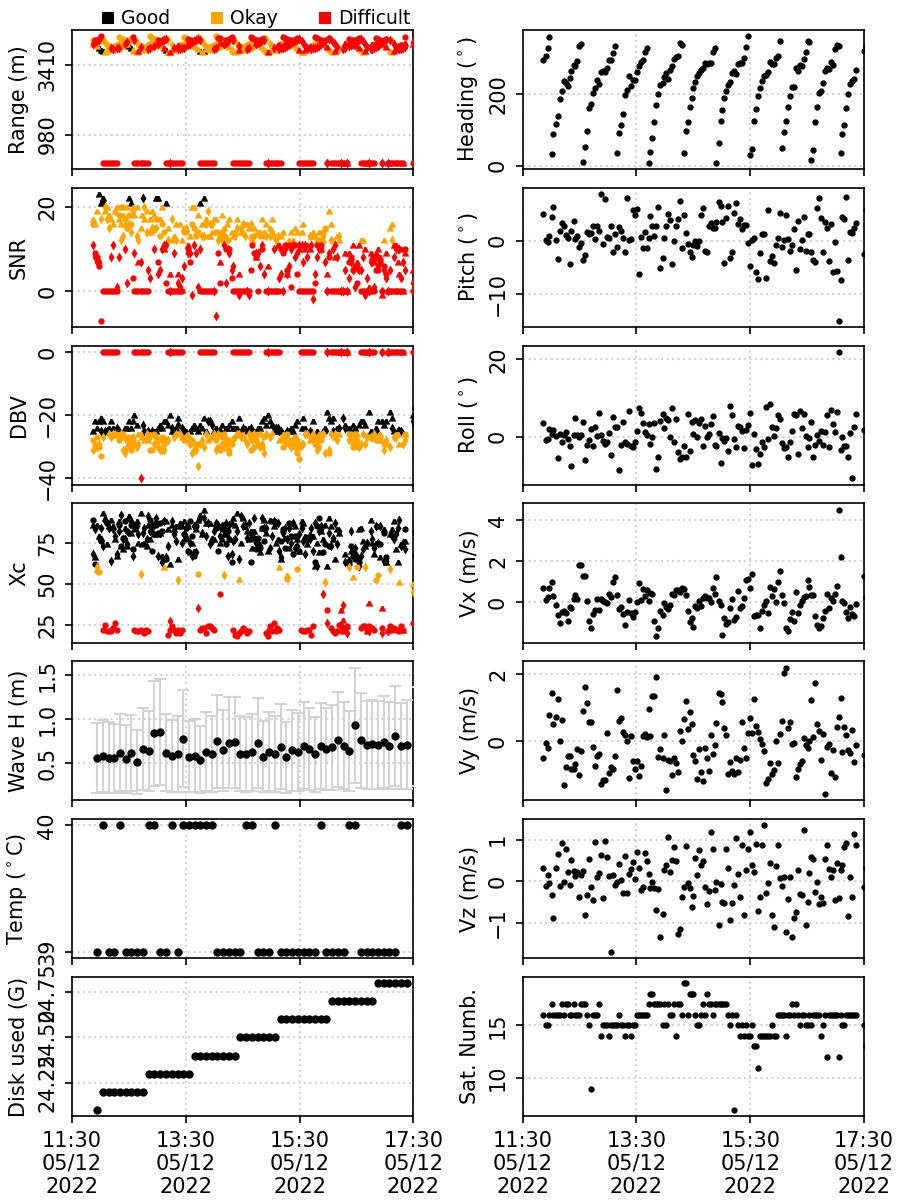 Good Okay Difficult
Range (m)
3410
980
Heading (°)
200
0
SNR
20
0
Pitch (°)
0
−10
DBV
0
−20
−40
Roll (°)
20
0
Xc
75
50
25
Vx (m/s)
4
2
0
Wave H (m)
1.5
1.0
0.5
Vy (m/s)
2
0
Temp (°C)
40
39
Vz (m/s)
1
0
−1
Disk used (G)
24.75
24.50
24.25
Sat. Numb.
15
10
11:30 13:30 15:30 17:30 11:30 13:30 15:30 17:30
05/12 05/12 05/12 05/12 05/12 05/12 05/12 05/12
2022 2022 2022 2022 2022 2022 2022 2022